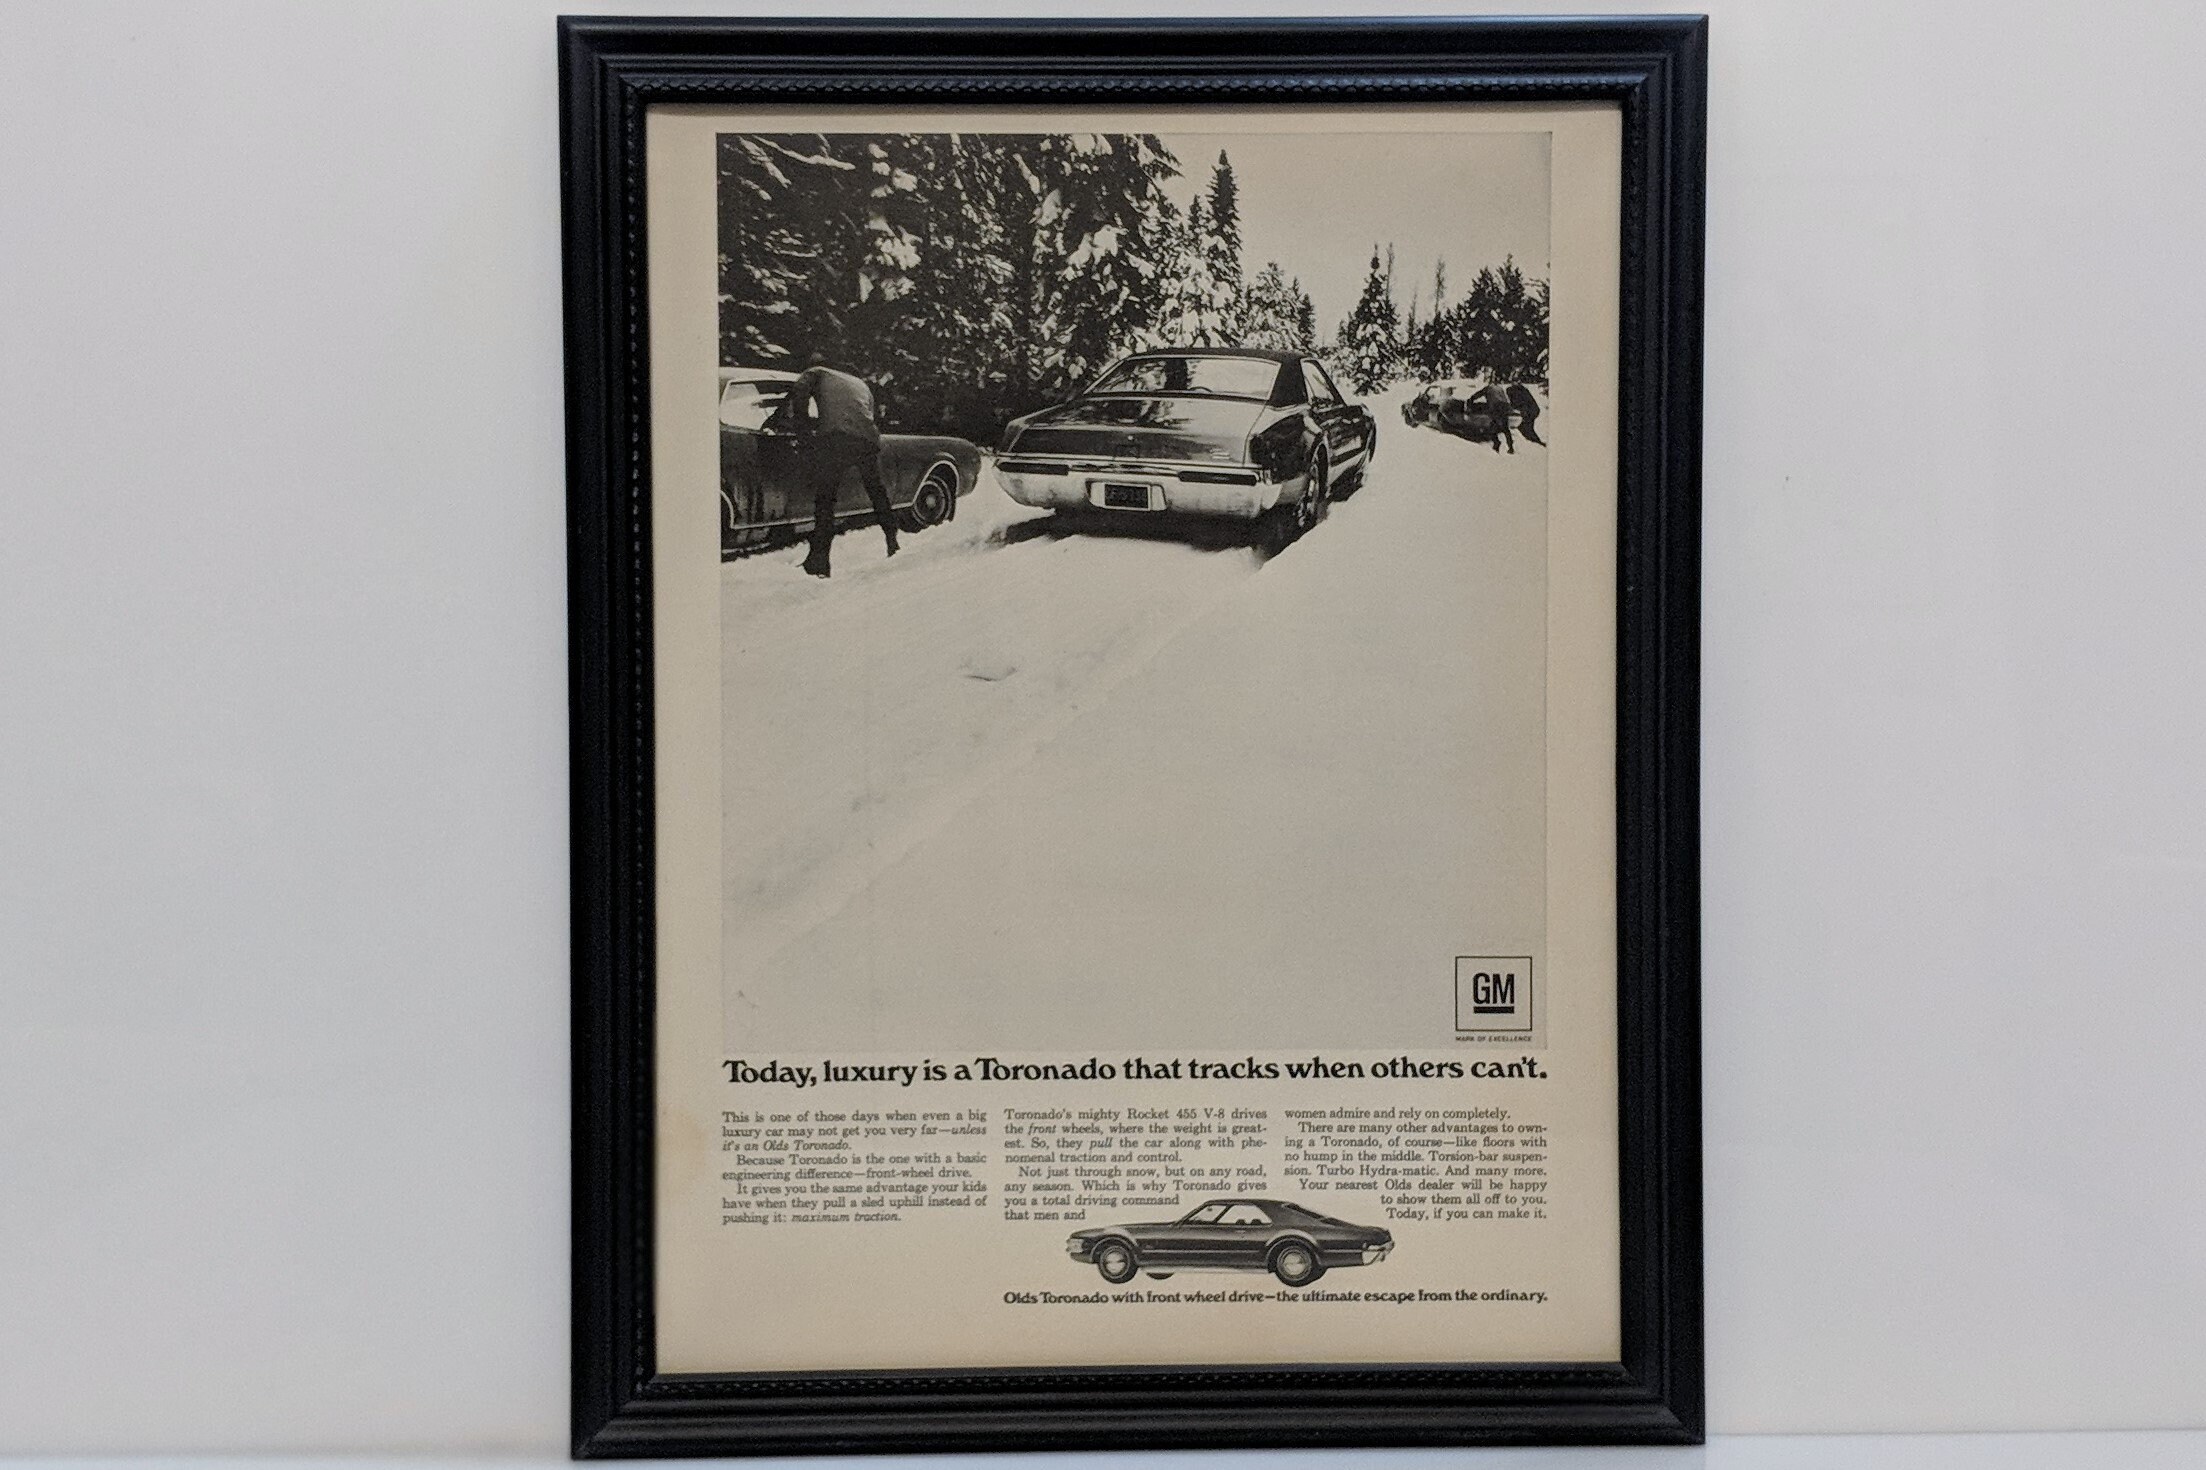 GM
MARK OF EXCELLENCE
Today, luxury is a Toronado that tracks when others can't.
This is one of those days when even a big
luxury car may not get you very far—unless
it's an Olds Toronado.
Because Toronado is the one with a basic
engineering difference—front-wheel drive.
It gives you the same advantage your kids
have when they pull a sled uphill instead of
pushing it: maximum traction.
Toronado's mighty Rocket 455 V-8 drives
the front wheels, where the weight is great-
est. So, they pull the car along with phe-
nomenal traction and control.
Not just through snow, but on any road,
any season. Which is why Toronado gives
you a total driving command
that men and
women admire and rely on completely.
There are many other advantages to own-
ing a Toronado, of course—like floors with
no hump in the middle. Torsion-bar suspen-
sion. Turbo Hydra-matic. And many more.
Your nearest Olds dealer will be happy
to show them all off to you.
Today, if you can make it.
Olds Toronado with front wheel drive—the ultimate escape from the ordinary.